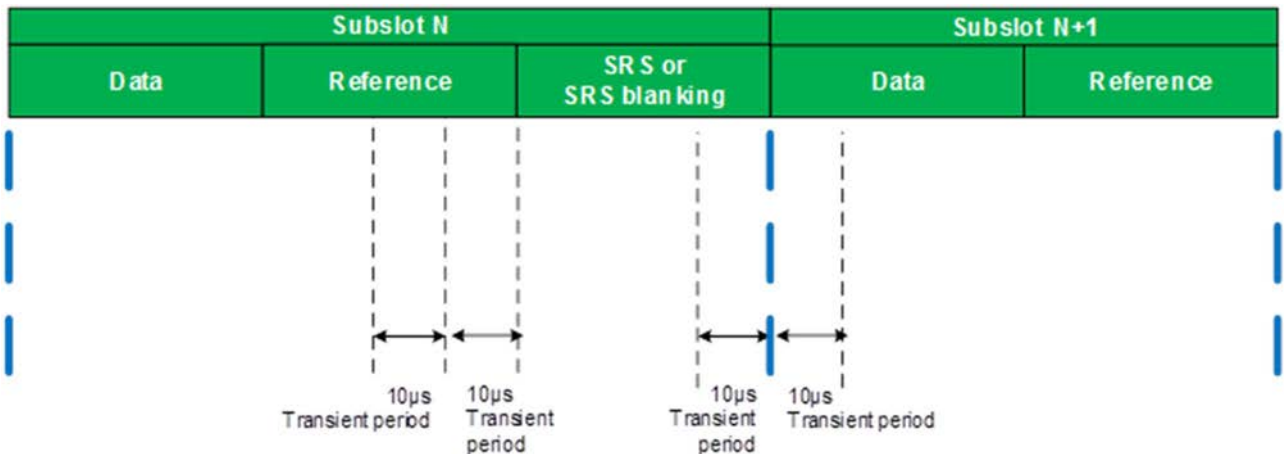 Subslot N
Subslot N+1
Data
Reference
SRS or
SRS blanking
Data
Reference
10µs
Transient period
10µs
Transient
period
10µs
Transient
period
10µs
Transient period